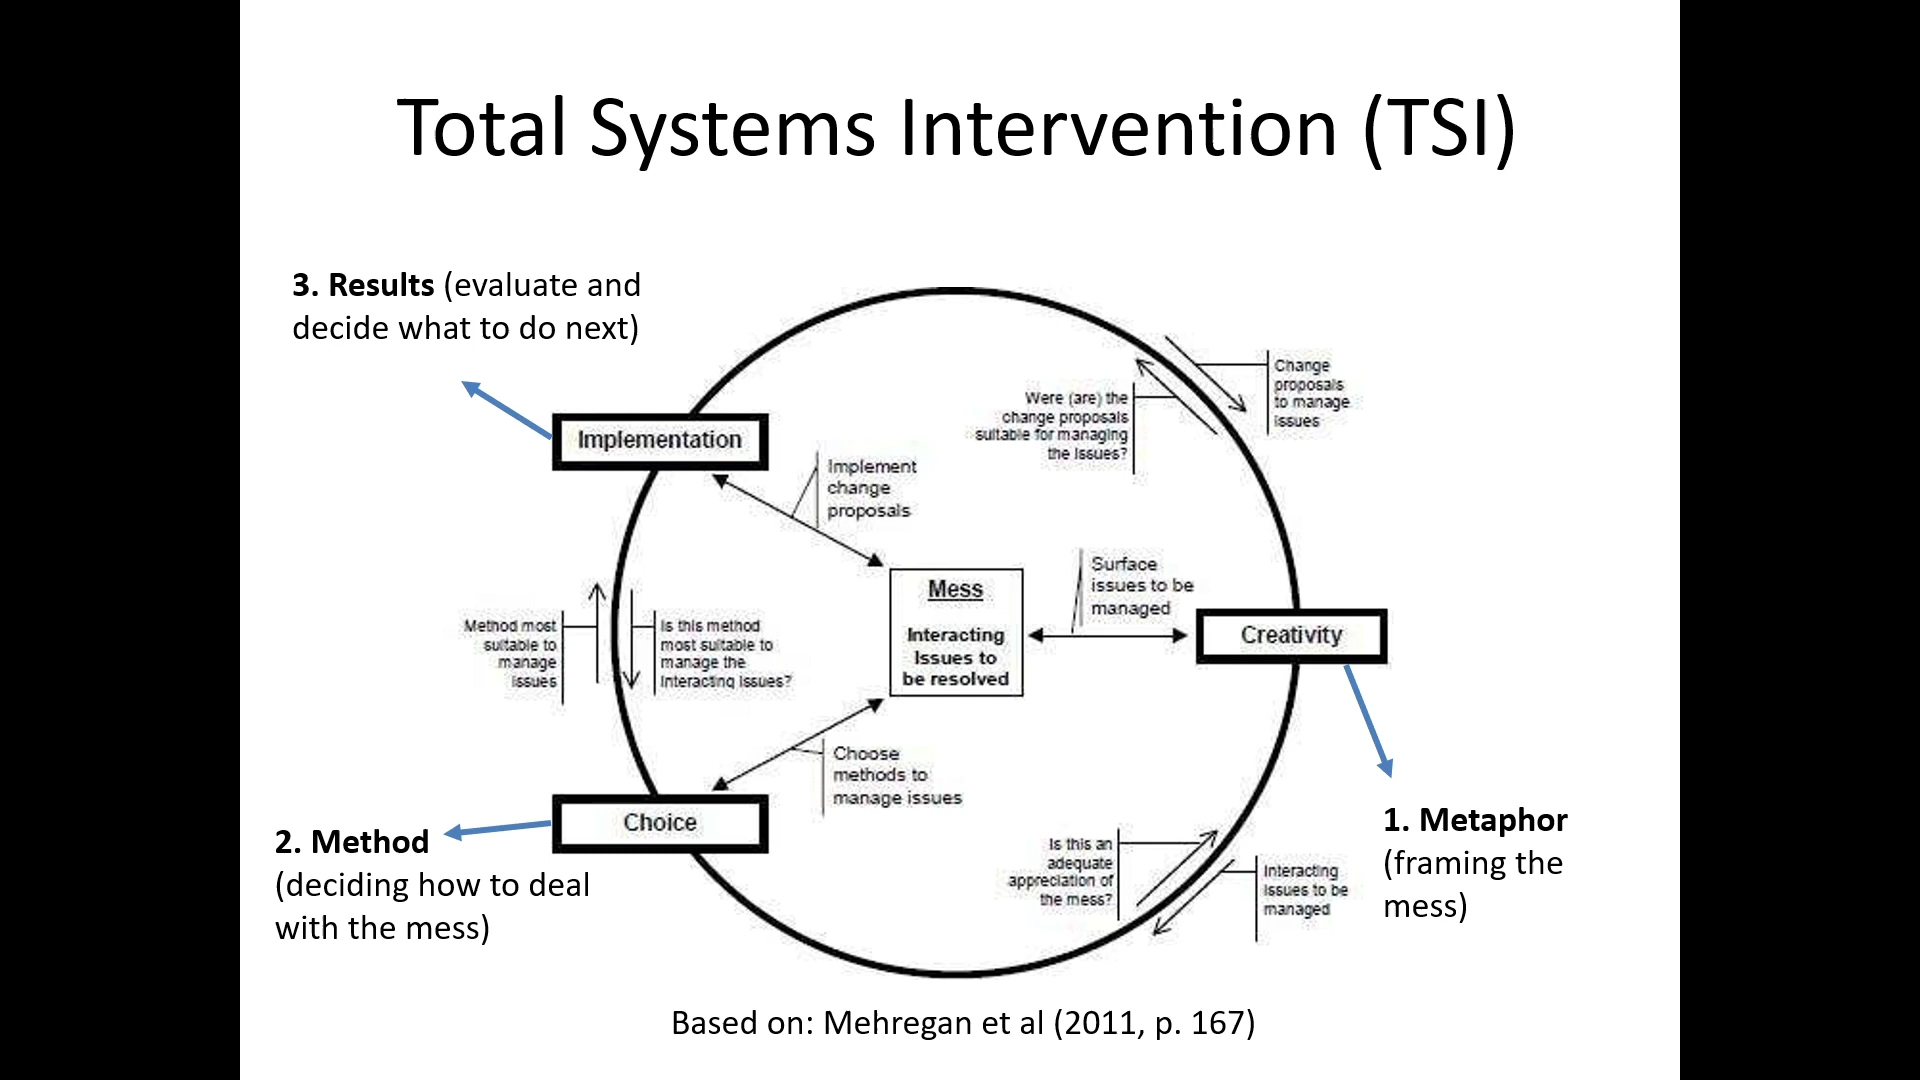 Total Systems Intervention (TSI)
3. Results (evaluate and
decide what to do next)
Implementation
Implement
change
proposals
Were (are) the
change proposals
suitable for managing
the issues?
Change
proposals
to manage
issues
Surface
issues to be
managed
Mess
Interacting
Issues to
be resolved
Creativity
Method most
suitable to
manage
issues
Is this method
most suitable to
manage the
interacting issues?
Choose
methods to
manage issues
Choice
2. Method
(deciding how to deal
with the mess)
Is this an
adequate
appreciation of
the mess?
Interacting
issues to be
managed
1. Metaphor
(framing the
mess)
Based on: Mehregan et al (2011, p. 167)